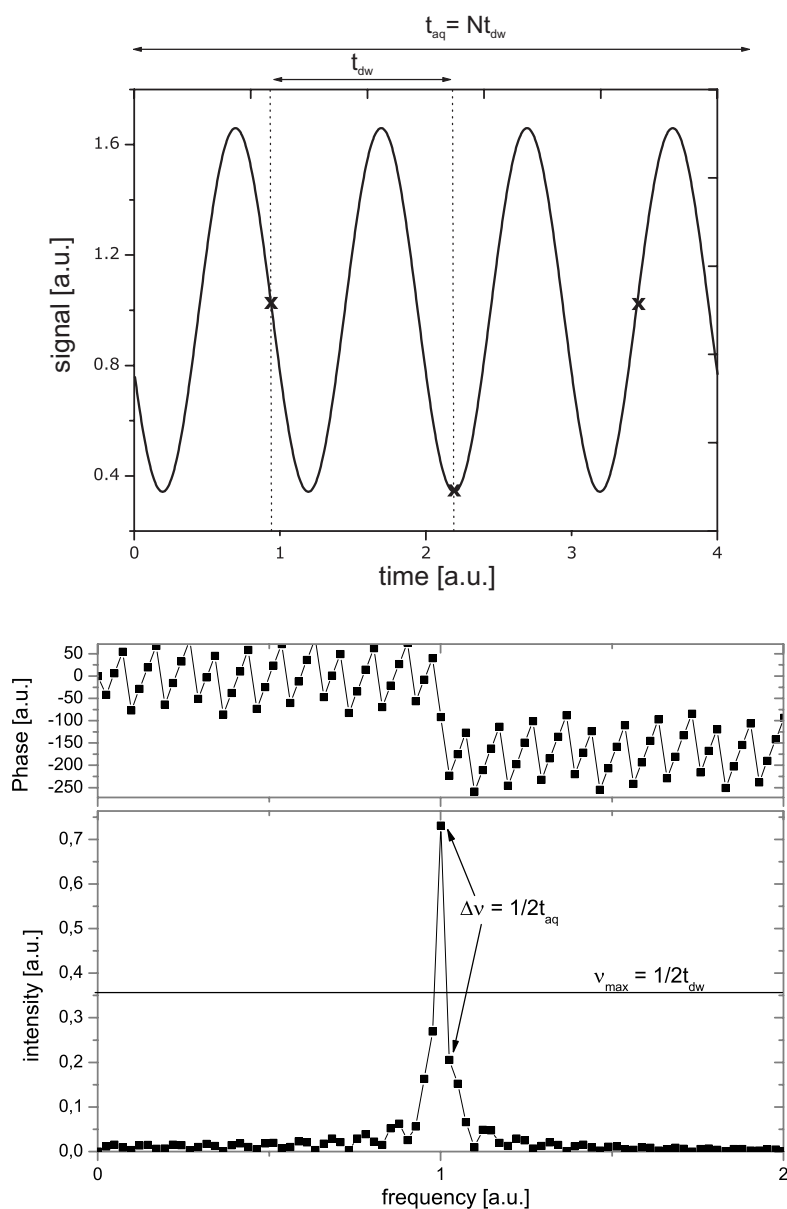 t_aq = Nt_dw
t_dw
1.6
1.2
0.8
0.4
signal [a.u.]
0 1 2 3 4
time [a.u.]
50
0
-50
-100
-150
-200
-250
Phase [a.u.]
0,7
0,6
0,5
0,4
0,3
0,2
0,1
0,0
intensity [a.u.]
Δν = 1/2t_aq
ν_max = 1/2t_dw
0 1 2
frequency [a.u.]